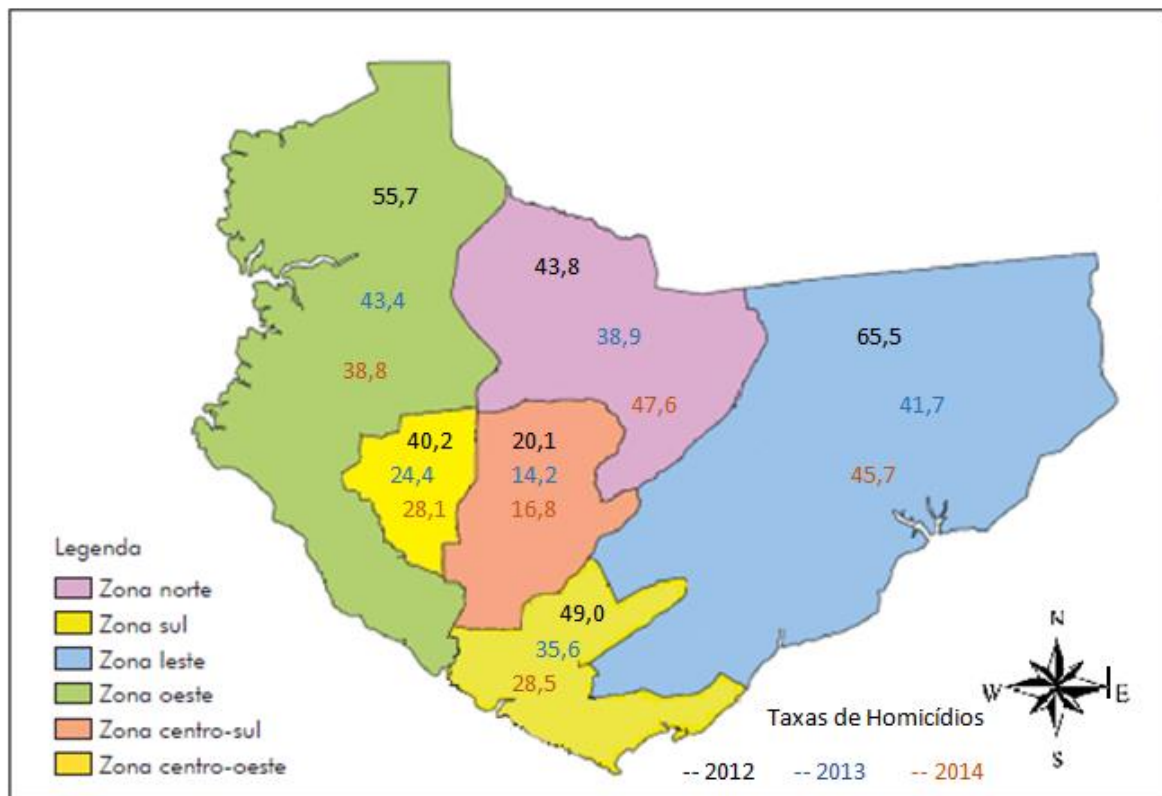 55,7
43,8
43,4
38,9
65,5
38,8
47,6
41,7
40,2
20,1
24,4
14,2
45,7
28,1
16,8
Legenda
Zona norte
Zona sul
Zona leste
Zona oeste
Zona centro-sul
Zona centro-oeste
49,0
35,6
28,5
N
W
E
S
Taxas de Homicídios
-- 2012 -- 2013 -- 2014